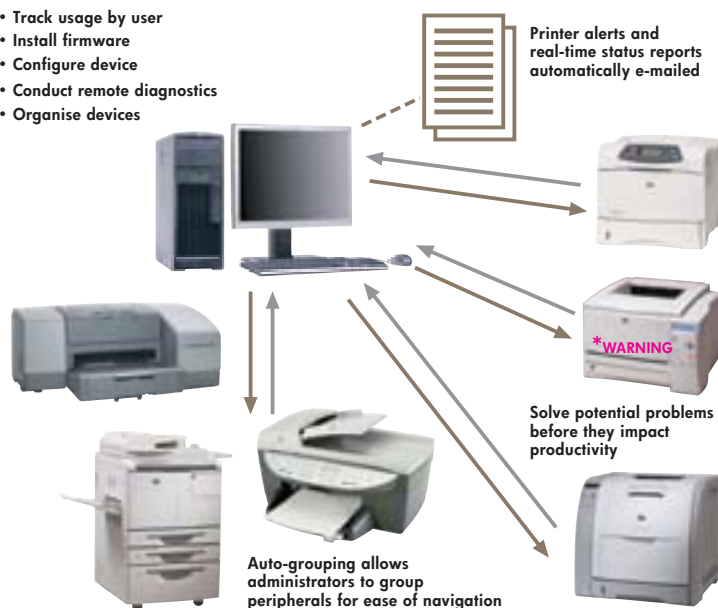 • Track usage by user
• Install firmware
• Configure device
• Conduct remote diagnostics
• Organise devices
Printer alerts and
real-time status reports
automatically e-mailed
*WARNING
Solve potential problems
before they impact
productivity
Auto-grouping allows
administrators to group
peripherals for ease of navigation